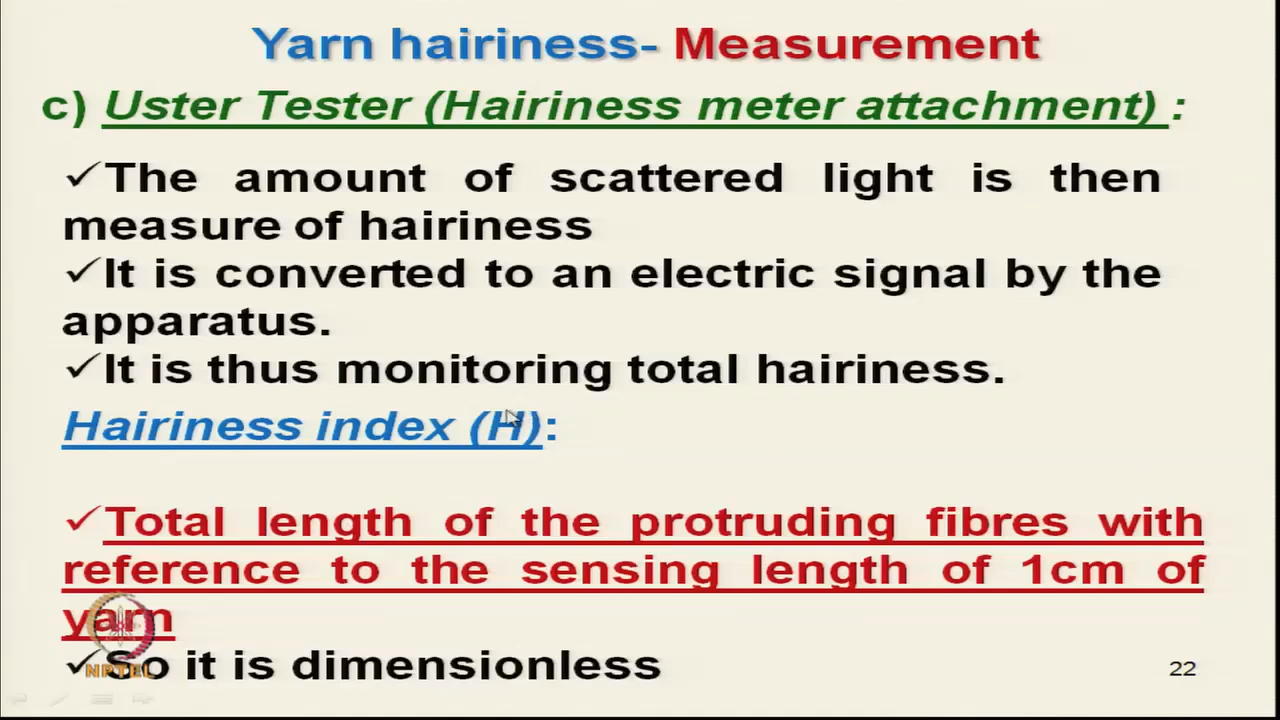 Yarn hairiness- Measurement
c) Uster Tester (Hairiness meter attachment) :
✓The amount of scattered light is then
measure of hairiness
✓It is converted to an electric signal by the
apparatus.
✓It is thus monitoring total hairiness.
Hairiness index (H):
✓Total length of the protruding fibres with
reference to the sensing length of 1cm of
yarn
✓So it is dimensionless
NPTEL
22